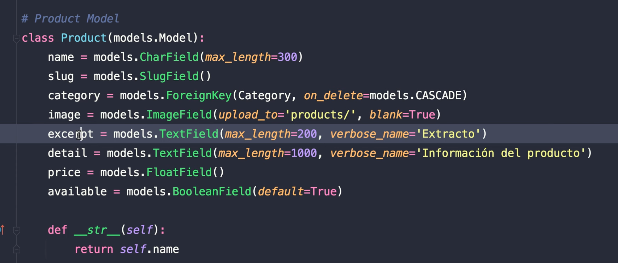 # Product Model
class Product(models.Model):
    name = models.CharField(max_length=300)
    slug = models.SlugField()
    category = models.ForeignKey(Category, on_delete=models.CASCADE)
    image = models.ImageField(upload_to='products/', blank=True)
    excerpt = models.TextField(max_length=200, verbose_name='Extracto')
    detail = models.TextField(max_length=1000, verbose_name='Información del producto')
    price = models.FloatField()
    available = models.BooleanField(default=True)
    def __str__(self):
        return self.name